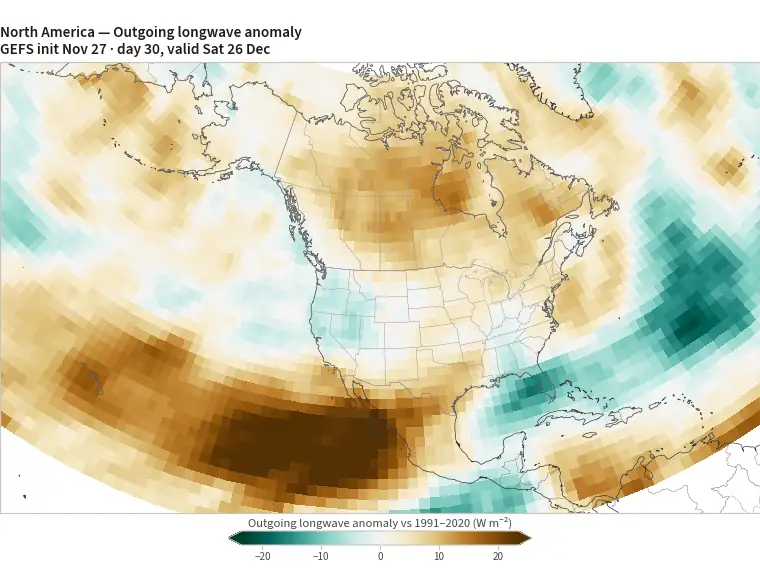 North America — Outgoing longwave anomaly
GEFS init Nov 27 · day 30, valid Sat 26 Dec
Outgoing longwave anomaly vs 1991–2020 (W m⁻²)
−20 −10 0 10 20